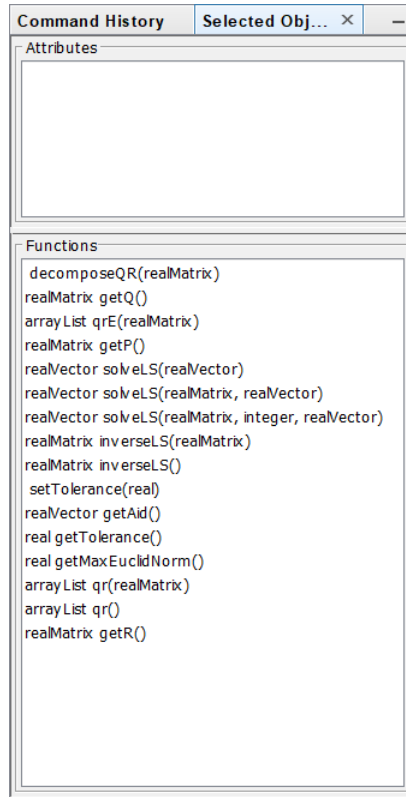 Command History Selected Obj... × –
Attributes
Functions
decomposeQR(realMatrix)
realMatrix getQ()
arrayList qrE(realMatrix)
realMatrix getP()
realVector solveLS(realVector)
realVector solveLS(realMatrix, realVector)
realVector solveLS(realMatrix, integer, realVector)
realMatrix inverseLS(realMatrix)
realMatrix inverseLS()
setTolerance(real)
realVector getAid()
real getTolerance()
real getMaxEuclidNorm()
arrayList qr(realMatrix)
arrayList qr()
realMatrix getR()